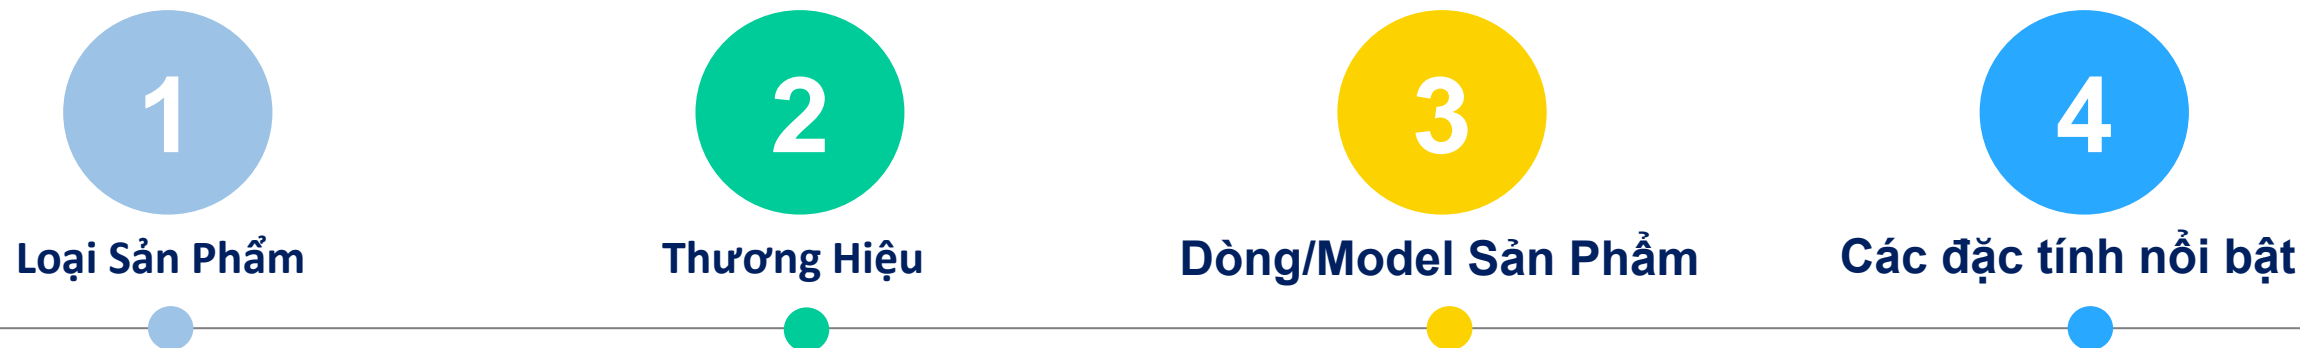 1
2
3
4
Loại Sản Phẩm
Thương Hiệu
Dòng/Model Sản Phẩm
Các đặc tính nổi bật